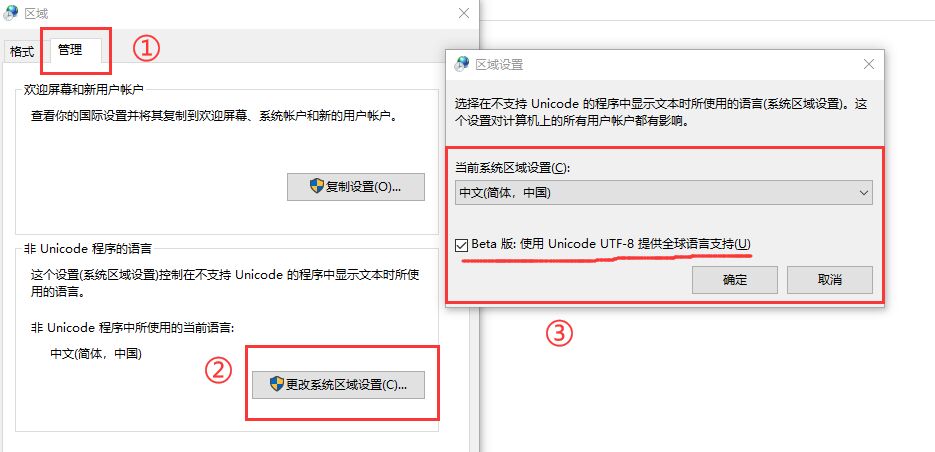 区域
格式
管理
①
欢迎屏幕和新用户帐户
查看你的国际设置并将其复制到欢迎屏幕、系统帐户和新的用户帐户。
复制设置(O)...
非 Unicode 程序的语言
这个设置(系统区域设置)控制在不支持 Unicode 的程序中显示文本时所使
用的语言。
非 Unicode 程序中所使用的当前语言:
中文(简体，中国)
②
更改系统区域设置(C)...
区域设置
选择在不支持 Unicode 的程序中显示文本时所使用的语言(系统区域设置)。这
个设置对计算机上的所有用户帐户都有影响。
当前系统区域设置(C):
中文(简体，中国)
Beta 版: 使用 Unicode UTF-8 提供全球语言支持(U)
确定
取消
③